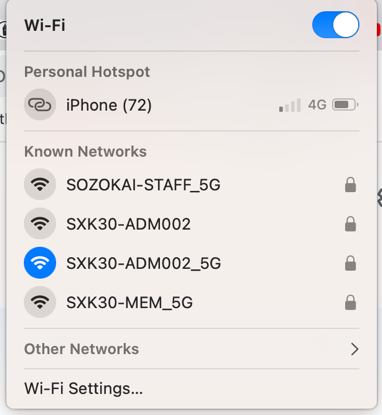 Wi-Fi
Personal Hotspot
iPhone (72) 4G
Known Networks
SOZOKAI-STAFF_5G
SXK30-ADM002
SXK30-ADM002_5G
SXK30-MEM_5G
Other Networks
Wi-Fi Settings...